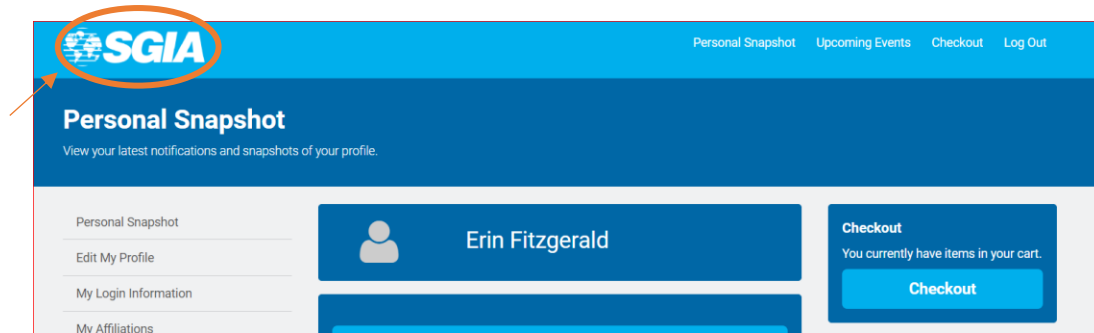 SGIA
Personal Snapshot Upcoming Events Checkout Log Out
Personal Snapshot
View your latest notifications and snapshots of your profile.
Personal Snapshot
Edit My Profile
My Login Information
My Affiliations
Erin Fitzgerald
Checkout
You currently have items in your cart.
Checkout